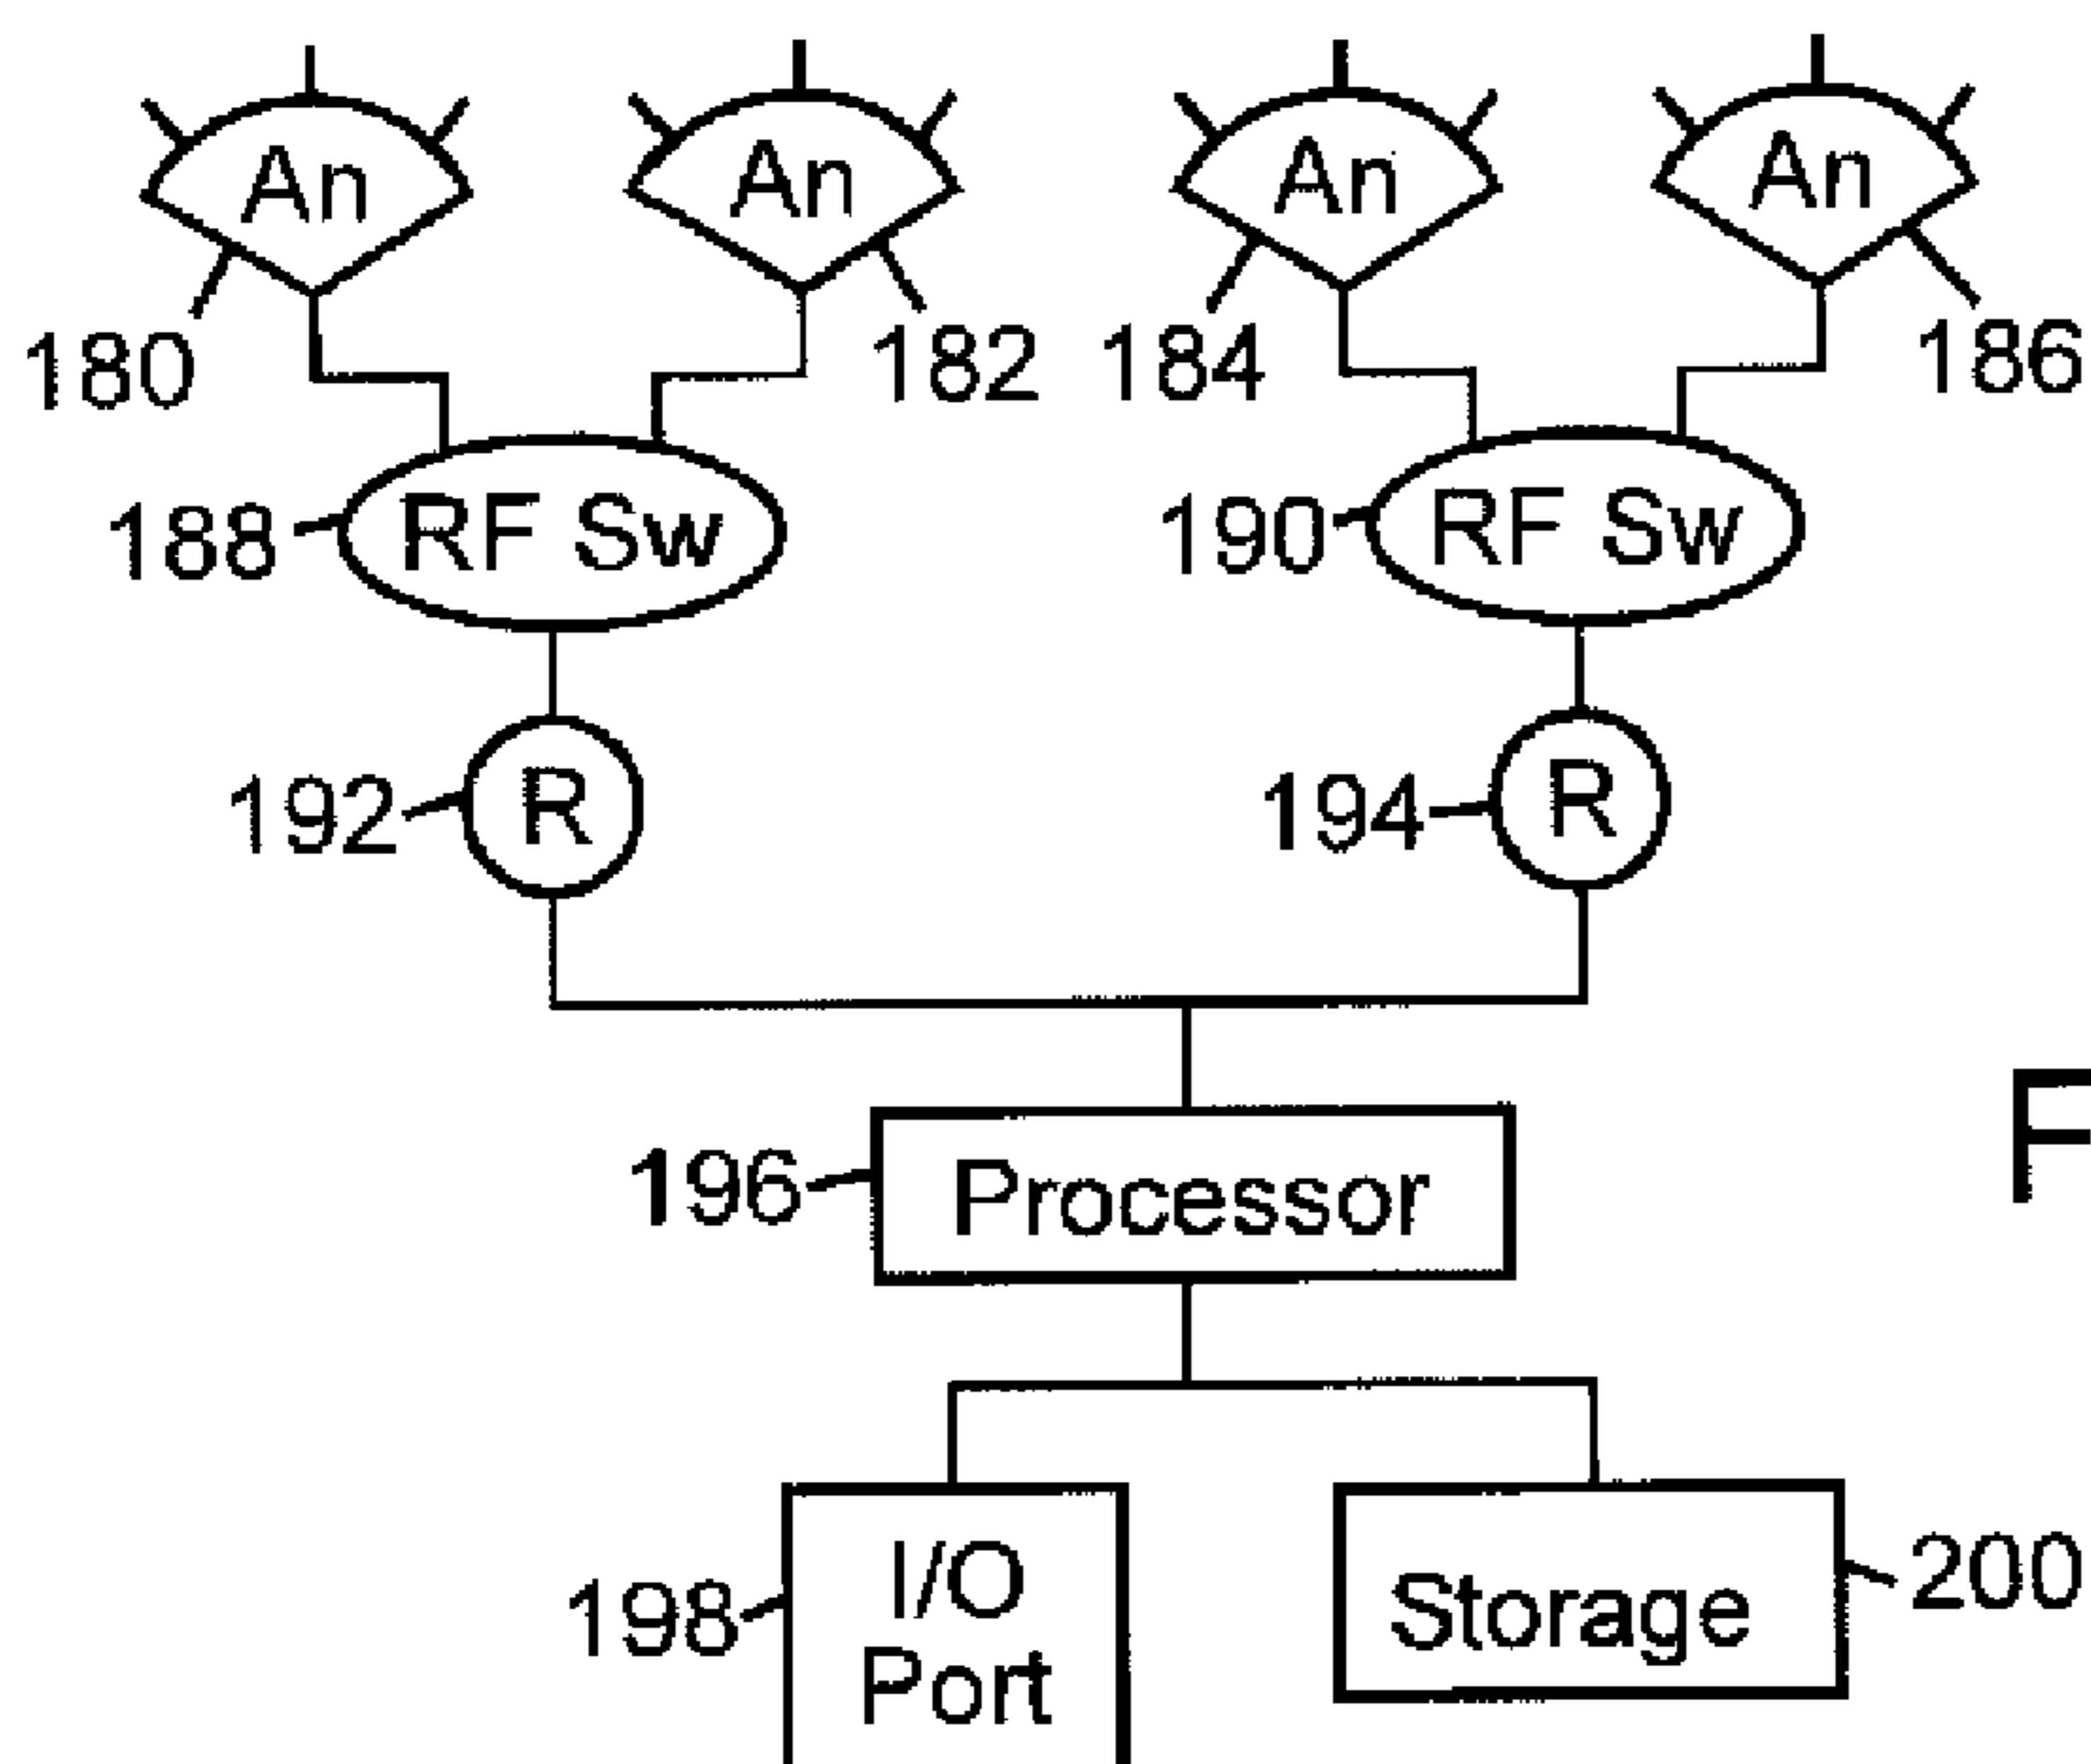 An An An An
180 182 184 186
188 RF Sw 190 RF Sw
192 R 194 R
F
196 Processor
I/O
198 Storage 200
Port